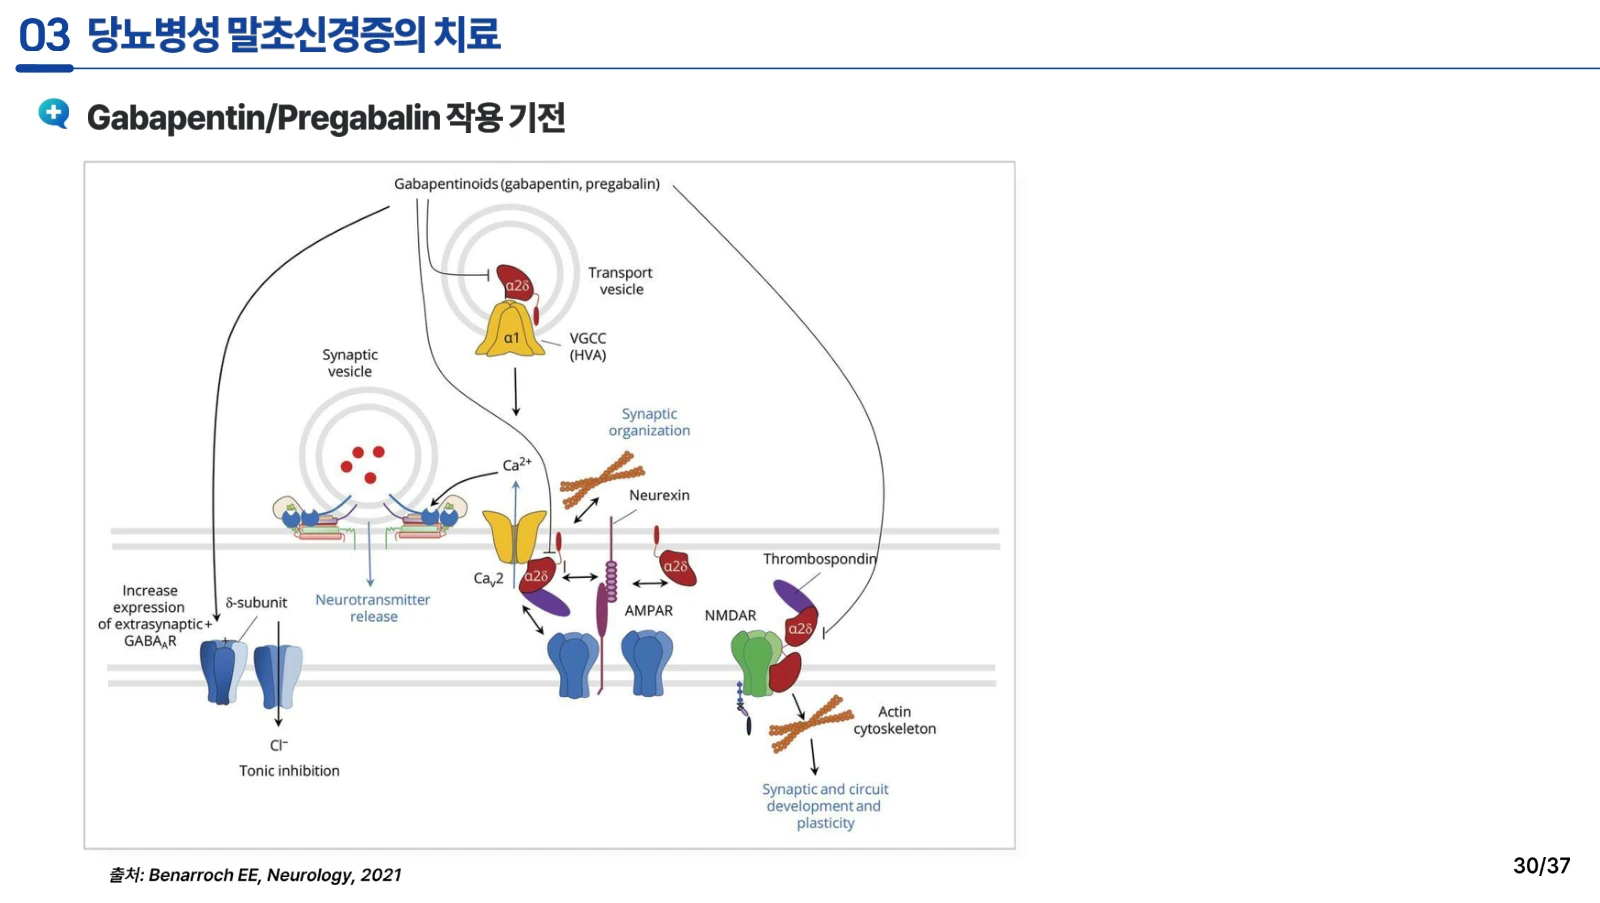 03 당뇨병성 말초신경증의 치료
Gabapentin/Pregabalin 작용 기전
Gabapentinoids (gabapentin, pregabalin)
α2δ
Transport
vesicle
α1
VGCC
(HVA)
Synaptic
vesicle
Synaptic
organization
Ca2+
Neurexin
Cav2
α2δ
α2δ
Thrombospondin
Increase
expression
of extrasynaptic+
GABAAR
δ-subunit
Neurotransmitter
release
AMPAR
NMDAR
α2δ
Cl−
Tonic inhibition
Actin
cytoskeleton
Synaptic and circuit
development and
plasticity
출처: Benarroch EE, Neurology, 2021
30/37